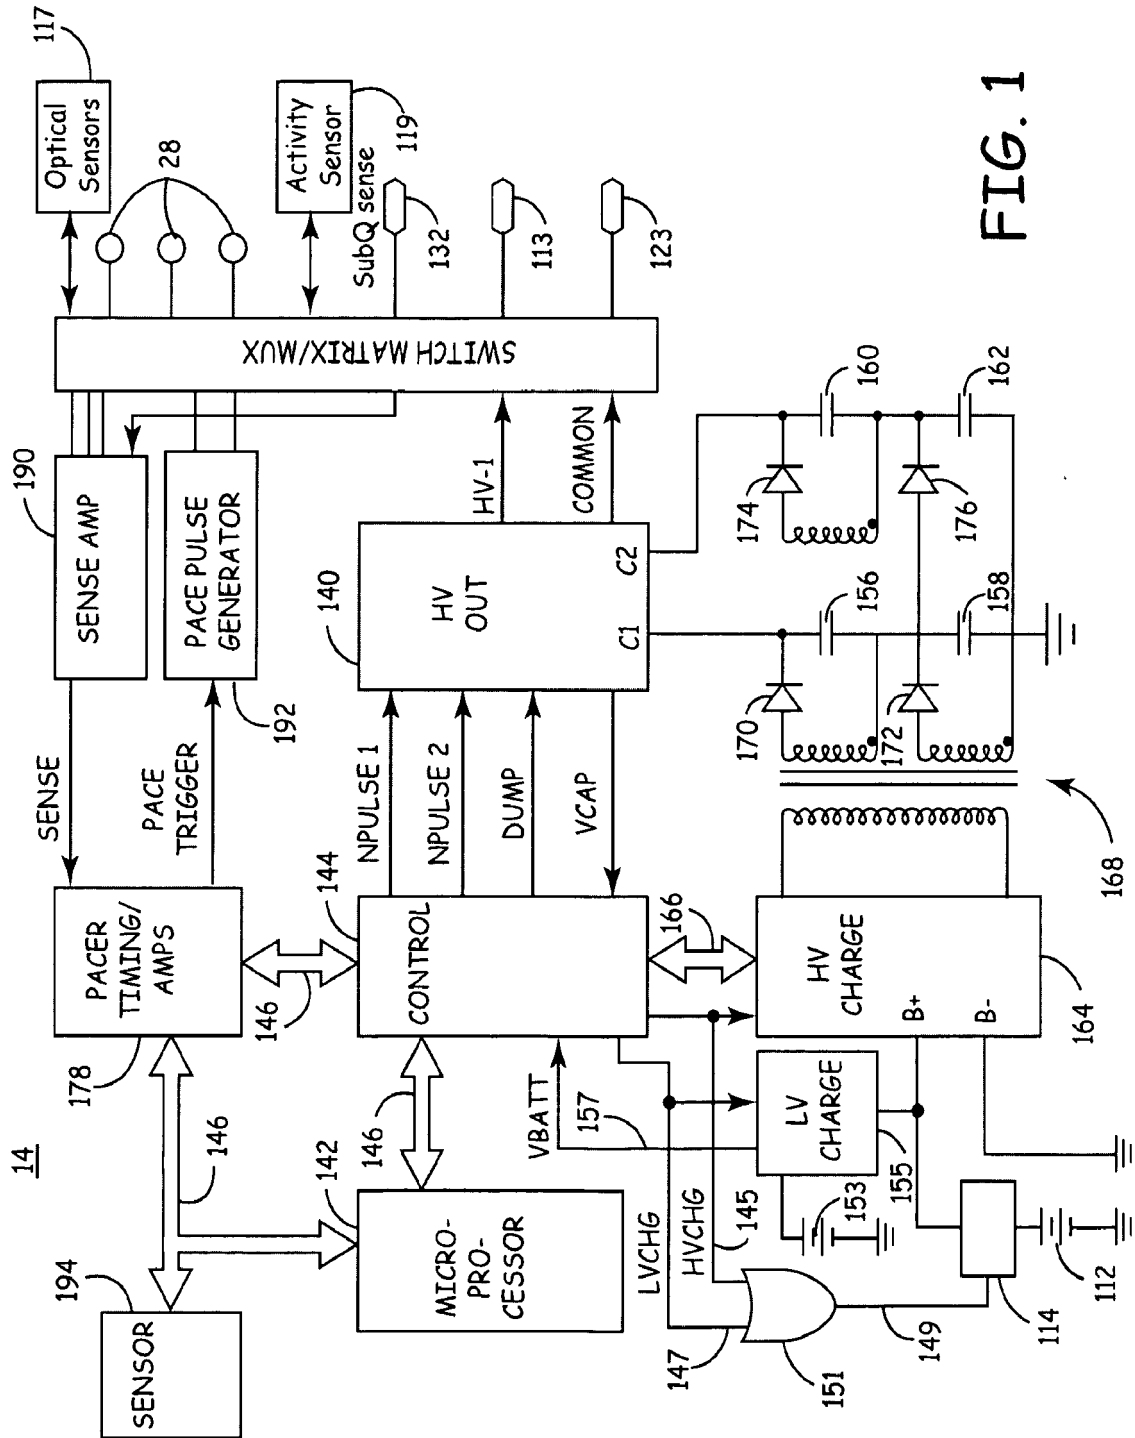 14
SENSOR
194
146
178
PACER
TIMING/
AMPS
SENSE
PACE
TRIGGER
190
SENSE AMP
PACE PULSE
GENERATOR
192
117
Optical
Sensors
28
Activity
Sensor
119
SubQ sense
132
113
123
SWITCH MATRIX/MUX
142
MICRO-
PRO-
CESSOR
146
146
144
CONTROL
NPULSE 1
NPULSE 2
DUMP
VCAP
140
HV
OUT
C1
C2
HV-1
COMMON
VBATT
157
166
LVCHG
HVCHG
145
147
151
149
LV
CHARGE
153
155
HV
CHARGE
B+
B-
164
114
112
168
170
172
156
158
174
176
160
162
FIG. 1